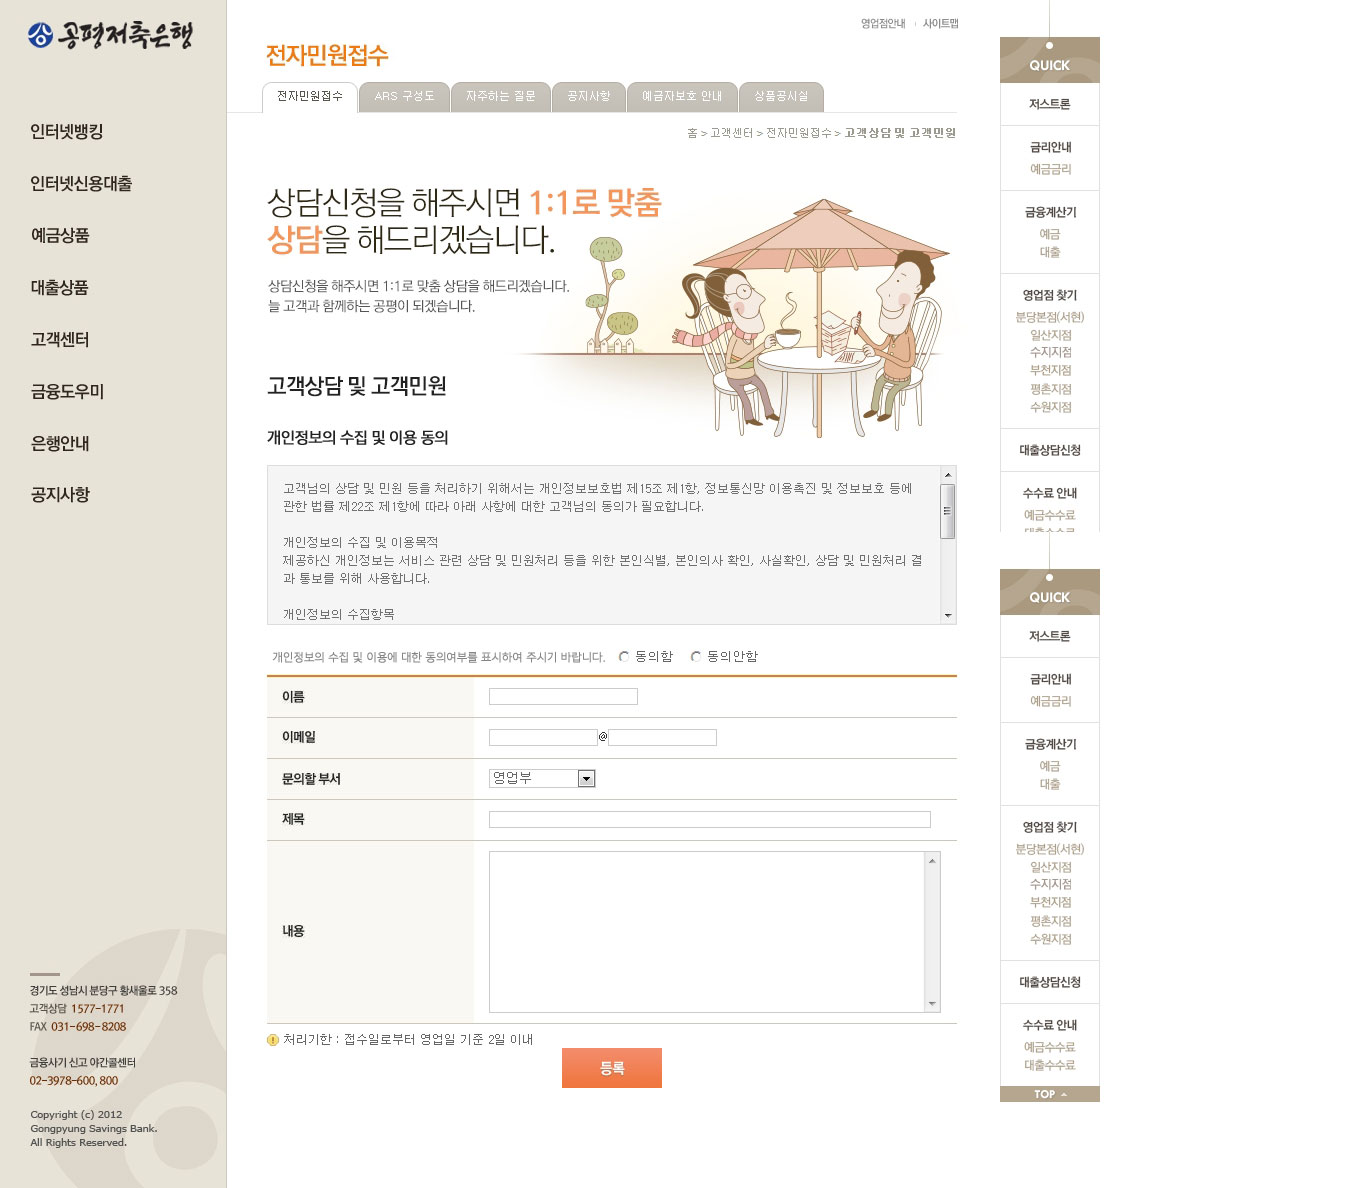 공평저축은행
인터넷뱅킹
인터넷신용대출
예금상품
대출상품
고객센터
금융도우미
은행안내
공지사항
경기도 성남시 분당구 황새울로 358
고객상담 1577-1771
FAX 031-698-8208
금융사기 신고 야간콜센터
02-3978-600, 800
Copyright (c) 2012
Gongpyung Savings Bank.
All Rights Reserved.
영업점안내
사이트맵
전자민원접수
전자민원접수
ARS 구성도
자주하는 질문
공지사항
예금자보호 안내
상품공시실
홈 > 고객센터 > 전자민원접수 > 고객상담 및 고객민원
상담신청을 해주시면 1:1로 맞춤
상담을 해드리겠습니다.
상담신청을 해주시면 1:1로 맞춤 상담을 해드리겠습니다.
늘 고객과 함께하는 공평이 되겠습니다.
고객상담 및 고객민원
개인정보의 수집 및 이용 동의
고객님의 상담 및 민원 등을 처리하기 위해서는 개인정보보호법 제15조 제1항, 정보통신망 이용촉진 및 정보보호 등에
관한 법률 제22조 제1항에 따라 아래 사항에 대한 고객님의 동의가 필요합니다.
개인정보의 수집 및 이용목적
제공하신 개인정보는 서비스 관련 상담 및 민원처리 등을 위한 본인식별, 본인의사 확인, 사실확인, 상담 및 민원처리 결
과 통보를 위해 사용합니다.
개인정보의 수집항목
개인정보의 수집 및 이용에 대한 동의여부를 표시하여 주시기 바랍니다. 동의함 동의안함
이름
이메일 @
문의할 부서 영업부
제목
내용
처리기한 : 접수일로부터 영업일 기준 2일 이내
등록
QUICK
저스트론
금리안내
예금금리
금융계산기
예금
대출
영업점 찾기
분당본점(서현)
일산지점
수지지점
부천지점
평촌지점
수원지점
대출상담신청
수수료 안내
예금수수료
대출수수료
QUICK
저스트론
금리안내
예금금리
금융계산기
예금
대출
영업점 찾기
분당본점(서현)
일산지점
수지지점
부천지점
평촌지점
수원지점
대출상담신청
수수료 안내
예금수수료
대출수수료
TOP